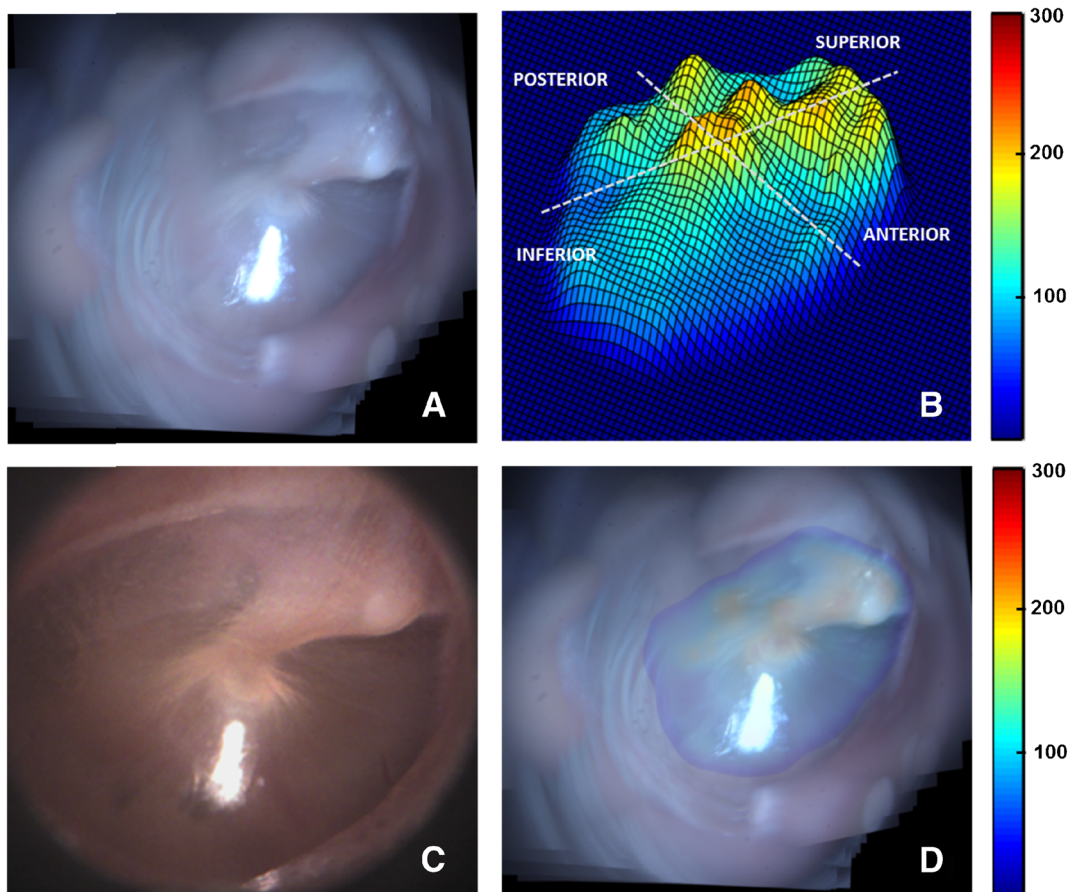 300
SUPERIOR
POSTERIOR
200
ANTERIOR
INFERIOR
100
A
B
300
200
100
C
D